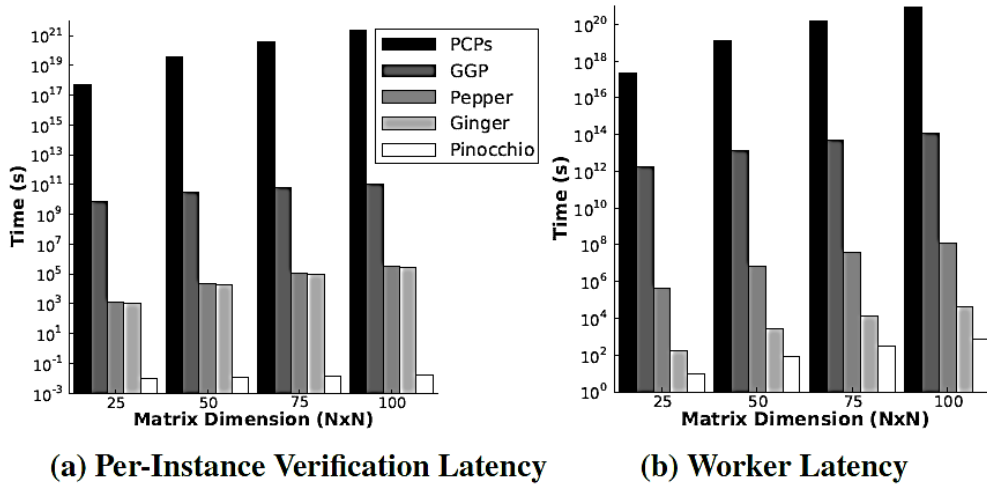 10^21
10^19
10^17
10^15
10^13
10^11
10^9
10^7
10^5
10^3
10^1
10^-1
10^-3
Time (s)
25 50 75 100
Matrix Dimension (NxN)
PCPs
GGP
Pepper
Ginger
Pinocchio
(a) Per-Instance Verification Latency
10^20
10^18
10^16
10^14
10^12
10^10
10^8
10^6
10^4
10^2
10^0
Time (s)
25 50 75 100
Matrix Dimension (NxN)
(b) Worker Latency